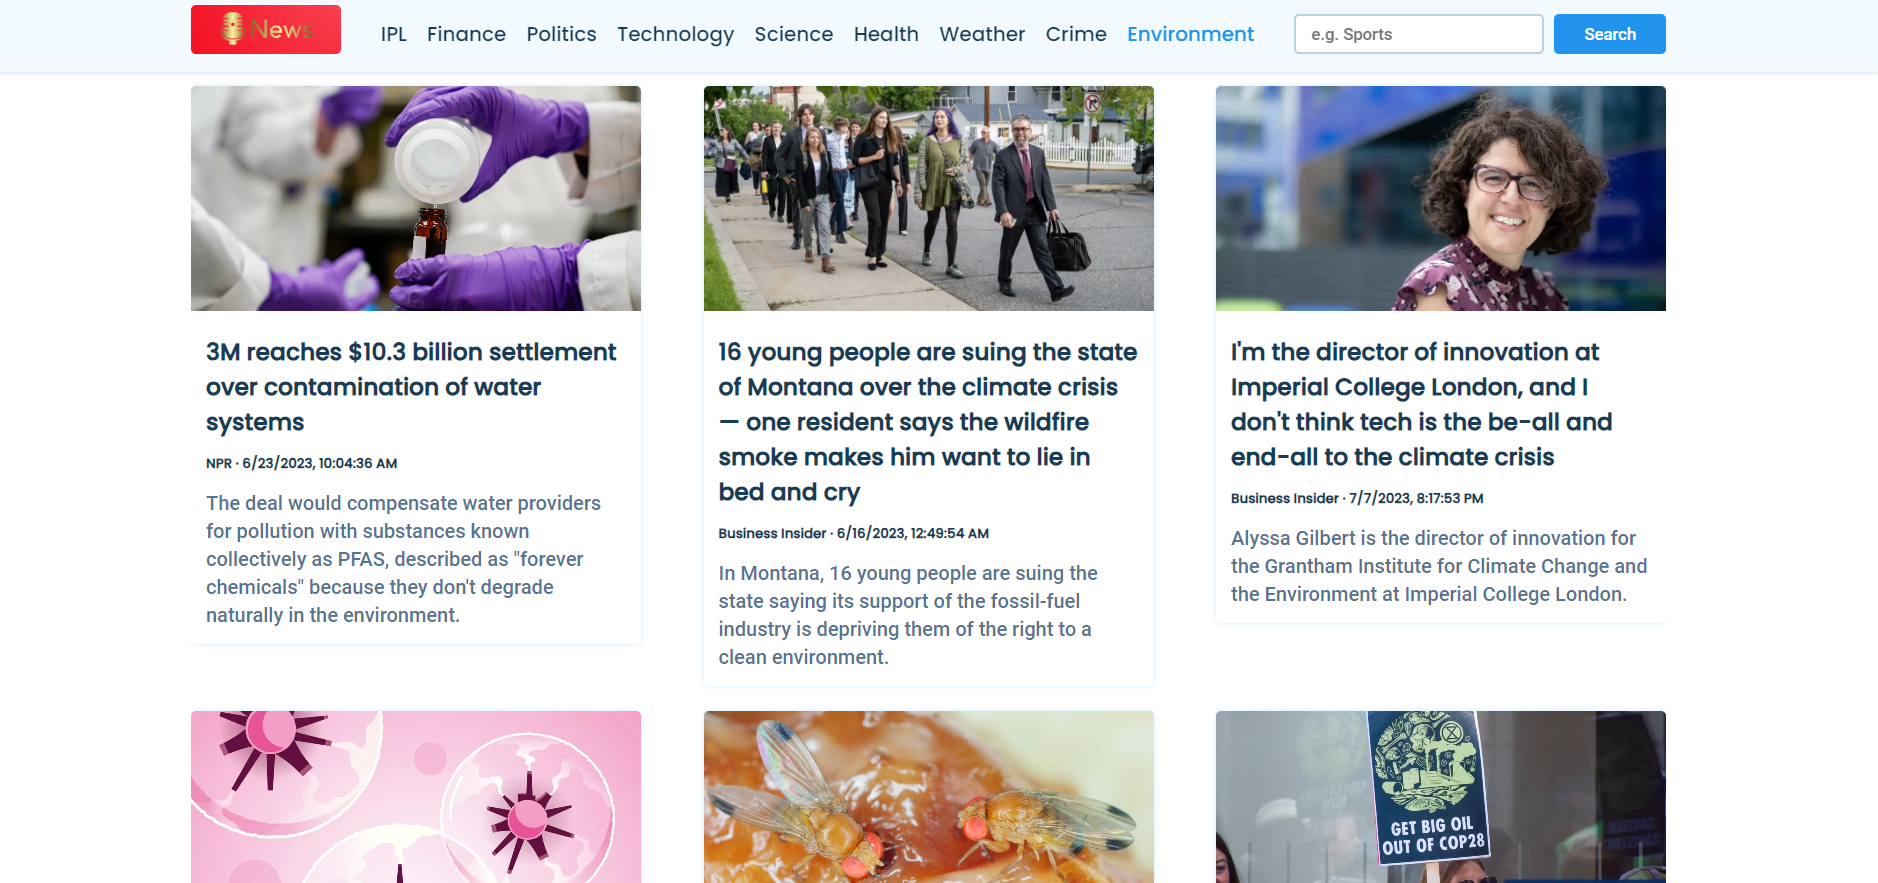 News
IPL Finance Politics Technology Science Health Weather Crime Environment
e.g. Sports
Search
3M reaches $10.3 billion settlement
over contamination of water
systems
NPR · 6/23/2023, 10:04:36 AM
The deal would compensate water providers
for pollution with substances known
collectively as PFAS, described as "forever
chemicals" because they don't degrade
naturally in the environment.
16 young people are suing the state
of Montana over the climate crisis
— one resident says the wildfire
smoke makes him want to lie in
bed and cry
Business Insider · 6/16/2023, 12:49:54 AM
In Montana, 16 young people are suing the
state saying its support of the fossil-fuel
industry is depriving them of the right to a
clean environment.
I'm the director of innovation at
Imperial College London, and I
don't think tech is the be-all and
end-all to the climate crisis
Business Insider · 7/7/2023, 8:17:53 PM
Alyssa Gilbert is the director of innovation for
the Grantham Institute for Climate Change and
the Environment at Imperial College London.
GET BIG OIL
OUT OF COP28